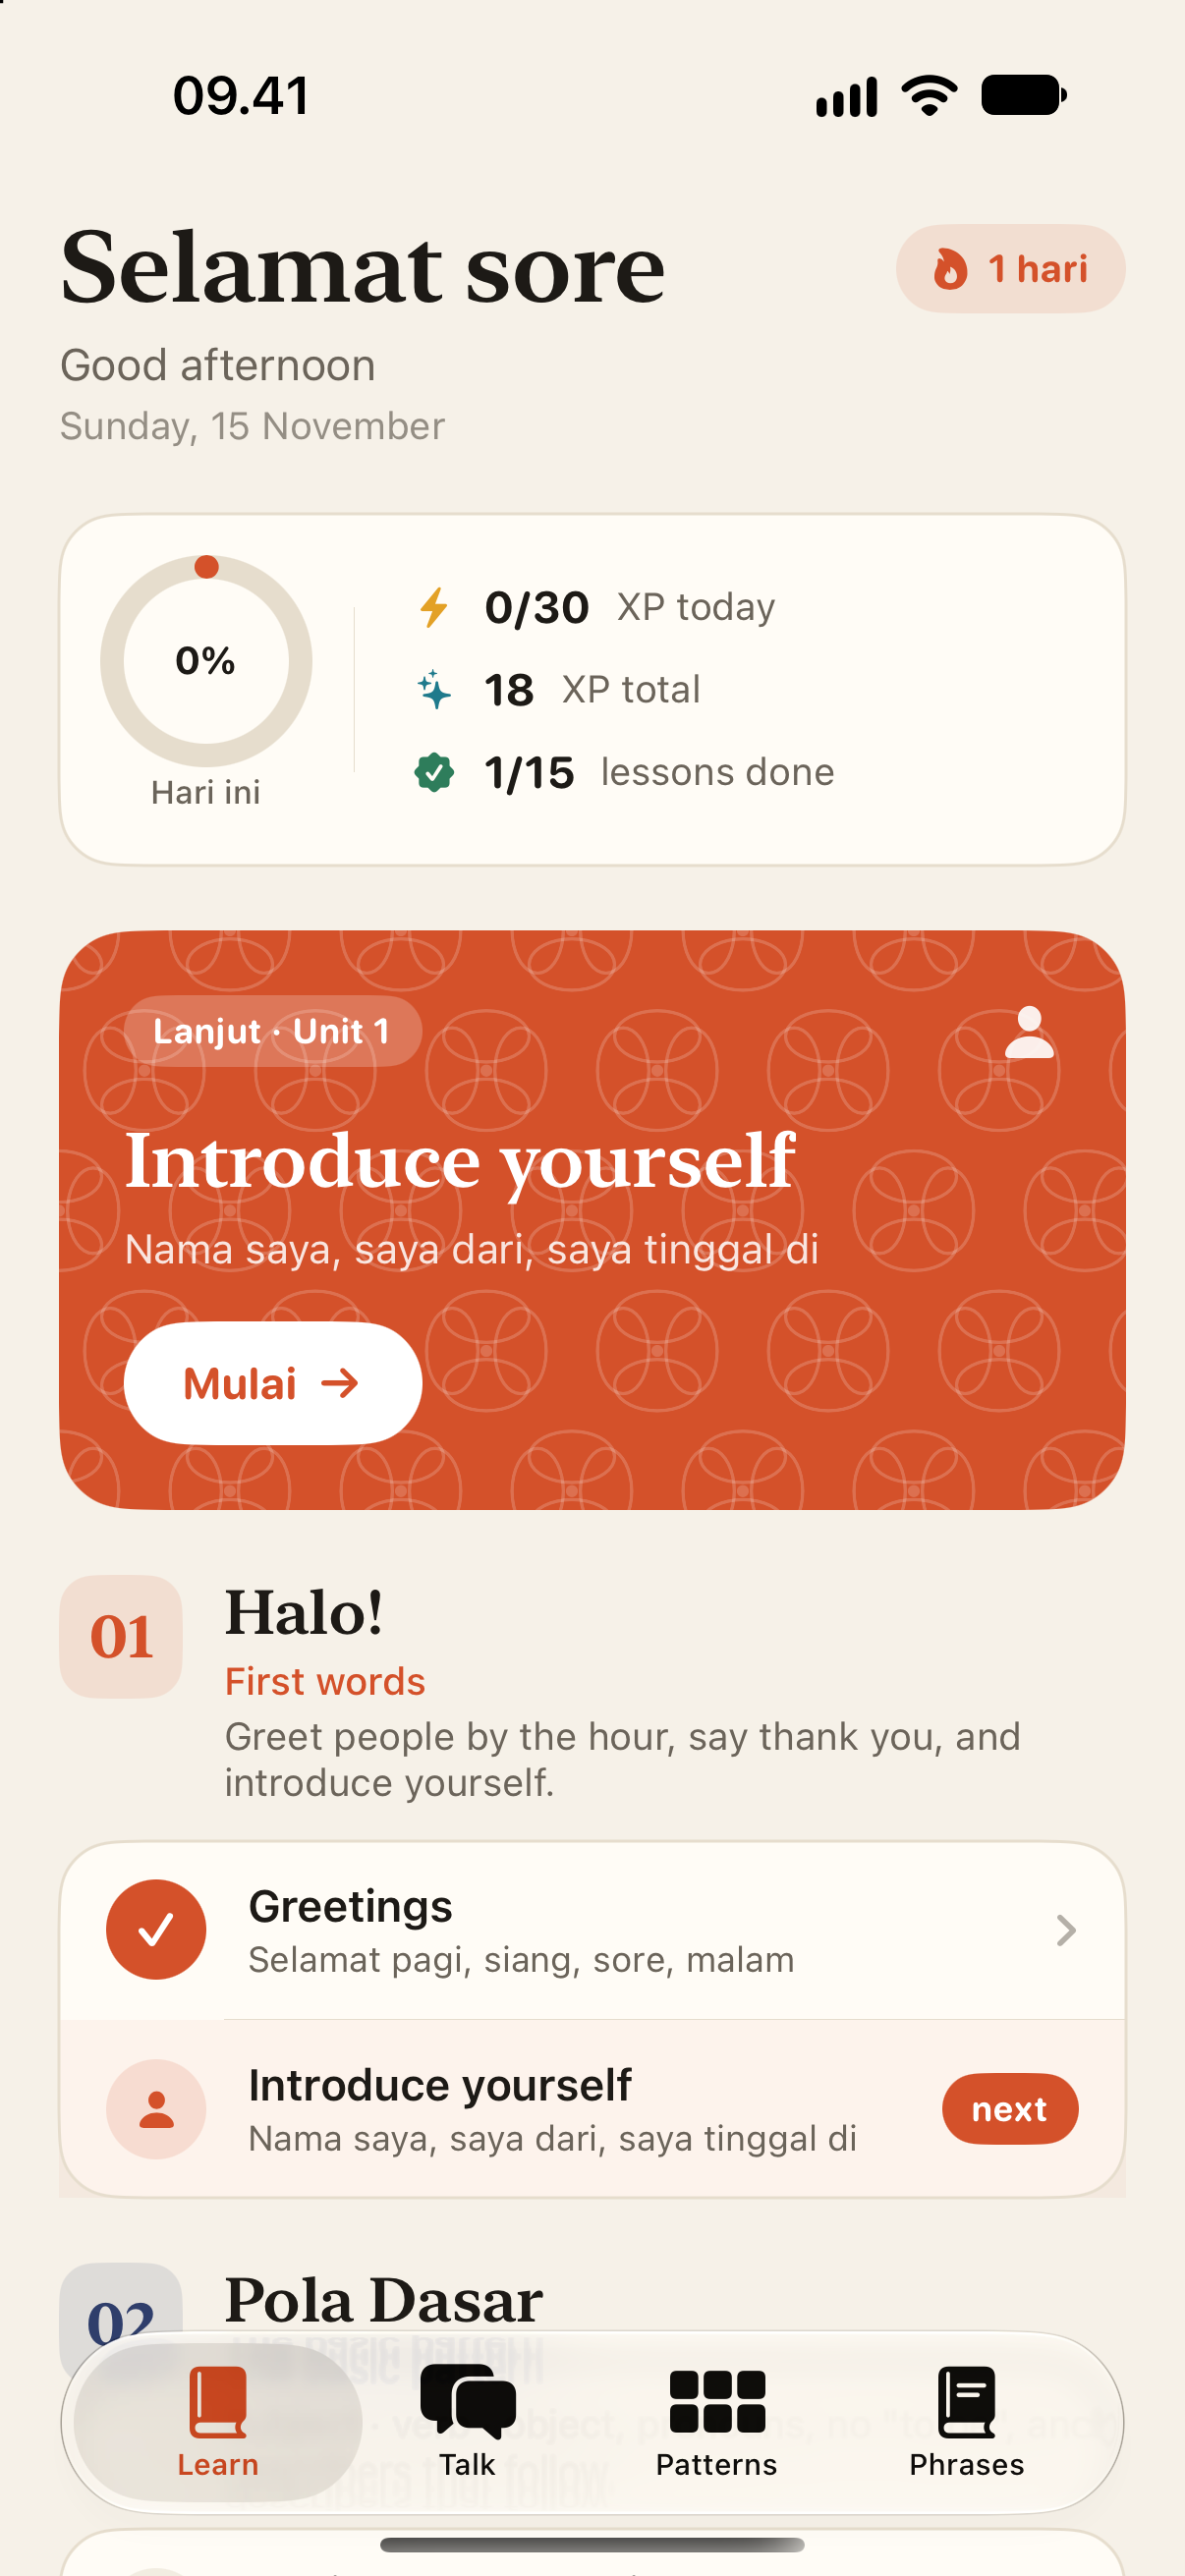 09.41
Selamat sore
1 hari
Good afternoon
Sunday, 15 November
0%
Hari ini
0/30 XP today
18 XP total
1/15 lessons done
Lanjut · Unit 1
Introduce yourself
Nama saya, saya dari, saya tinggal di
Mulai →
01
Halo!
First words
Greet people by the hour, say thank you, and
introduce yourself.
Greetings
Selamat pagi, siang, sore, malam
Introduce yourself
Nama saya, saya dari, saya tinggal di
next
02
Pola Dasar
Learn
Talk
Patterns
Phrases